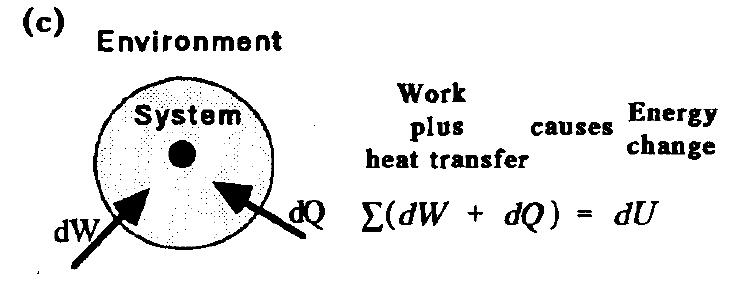 (c)
Environment
System
dW
dQ
Work
plus
heat transfer
causes
Energy
change
∑(dW + dQ) = dU